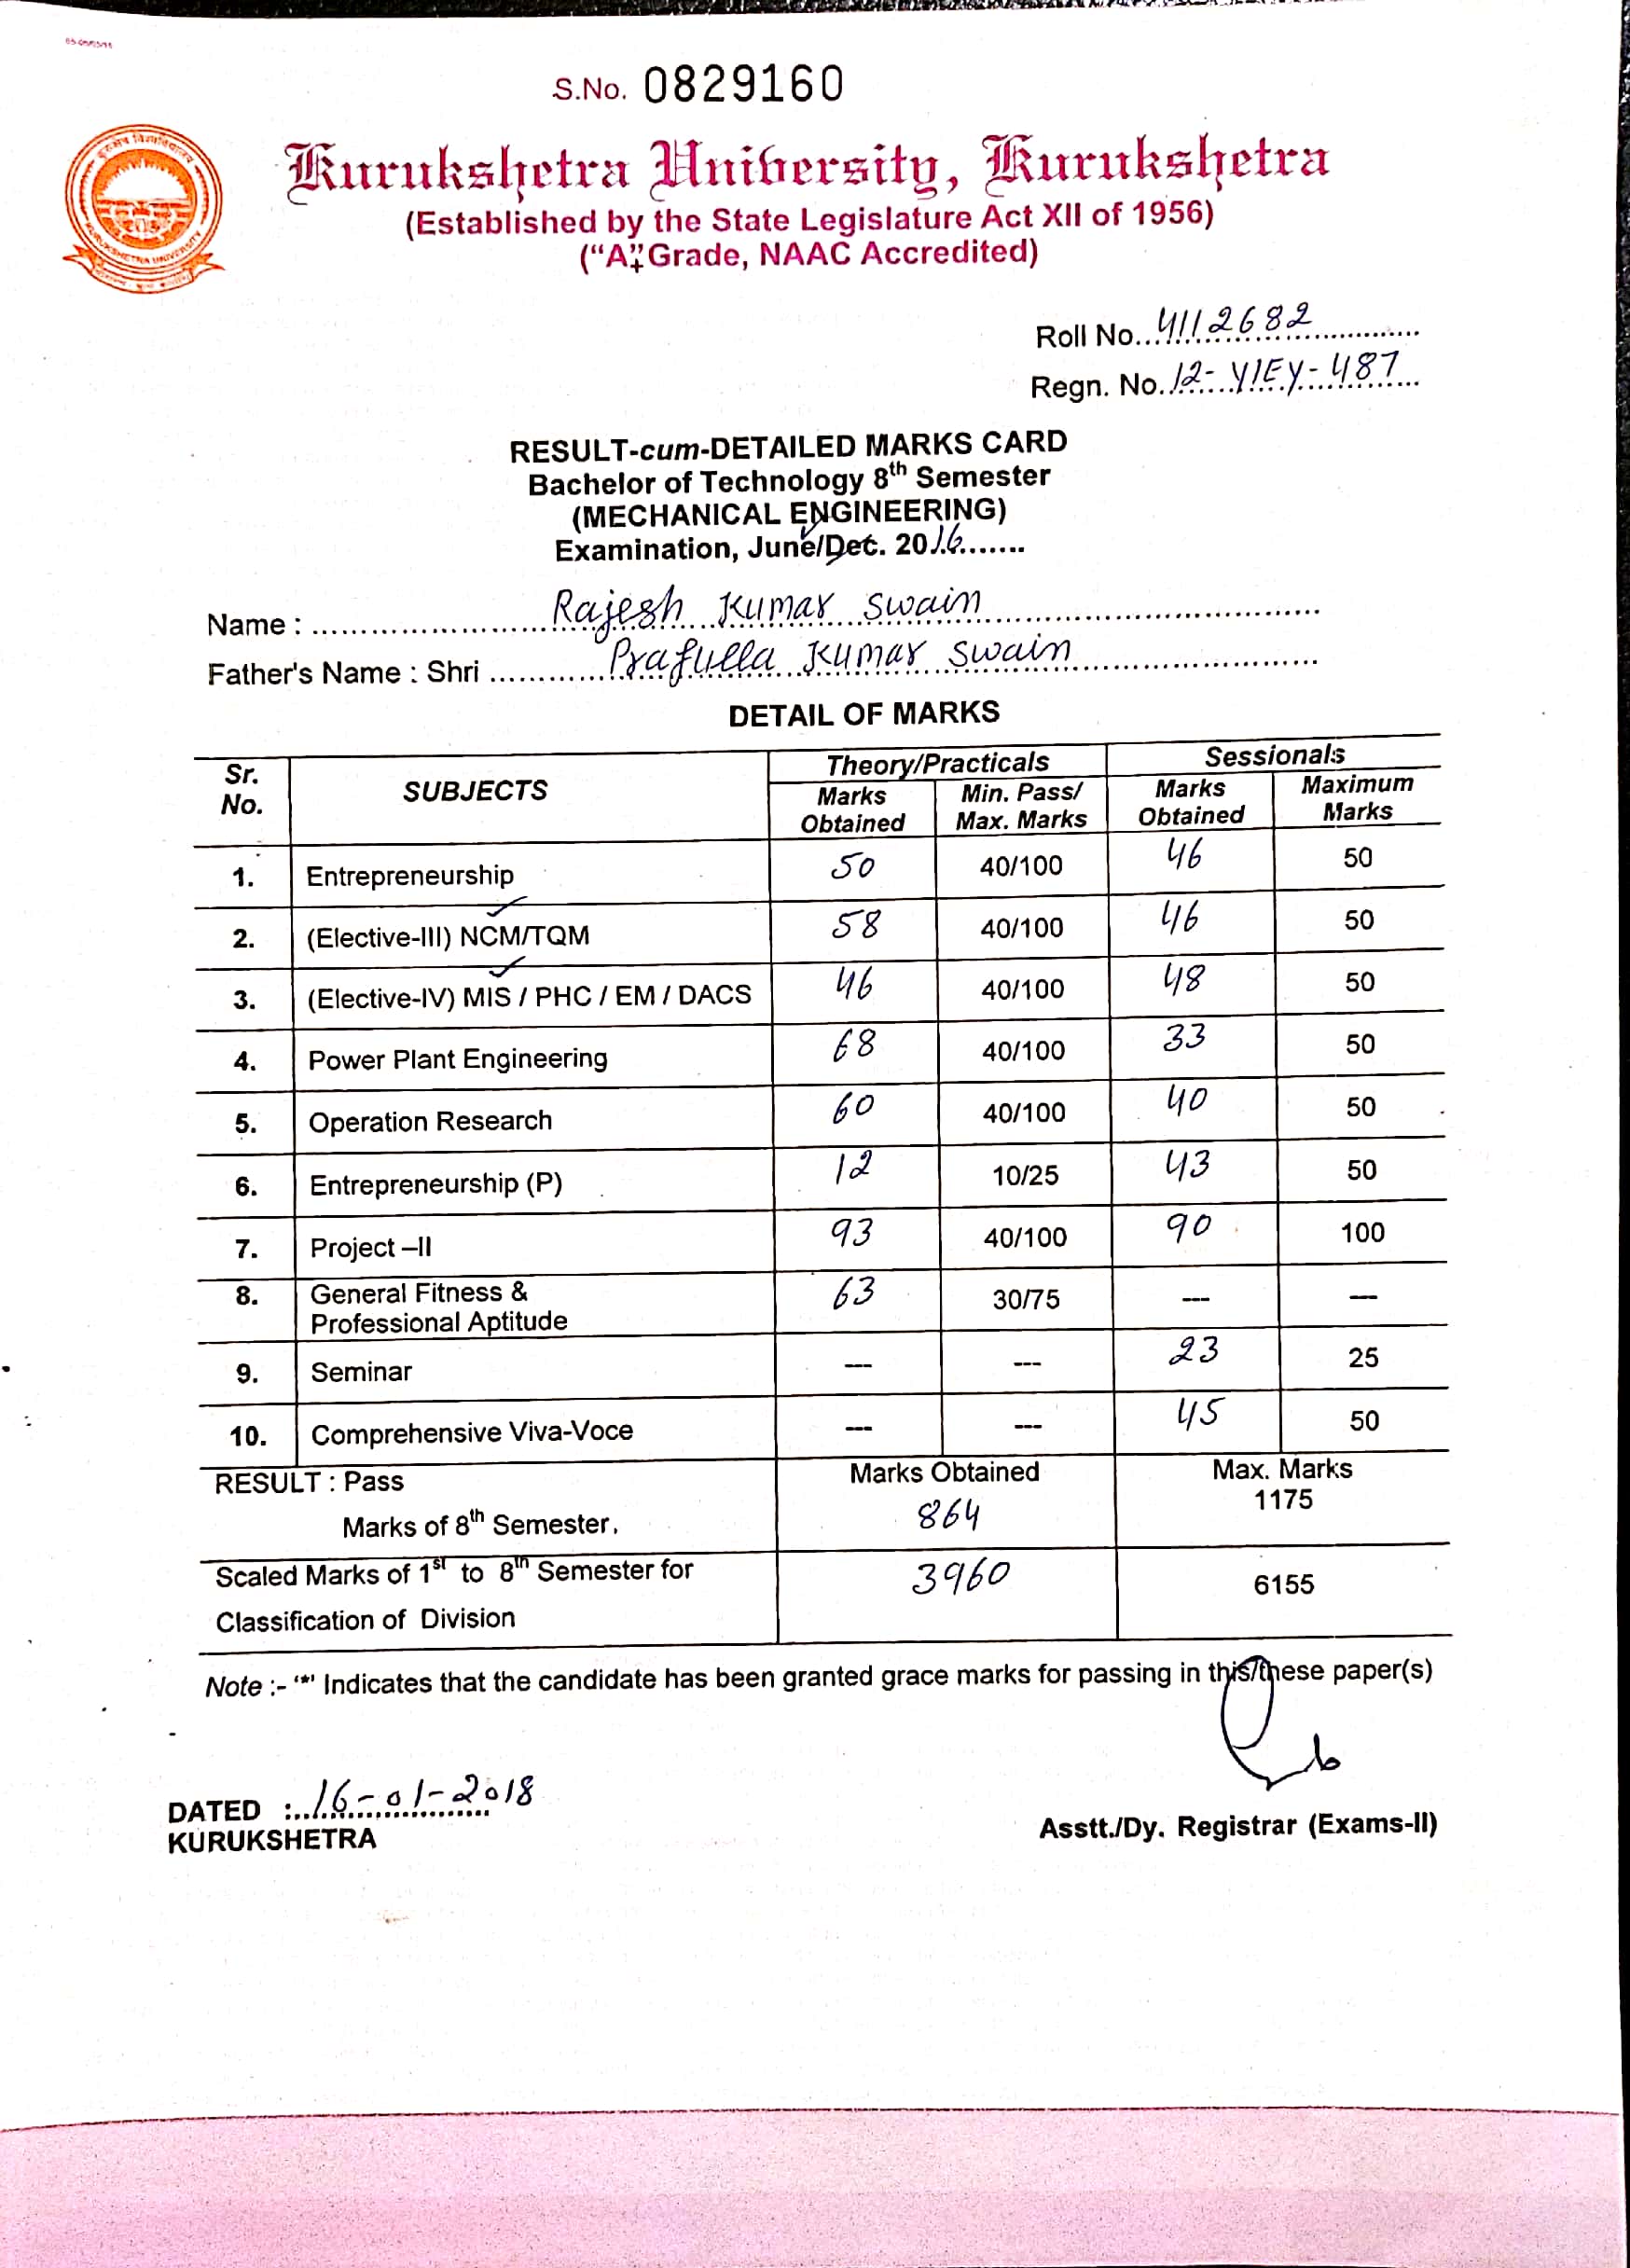 S.No. 0829160
Kurukshetra University, Kurukshetra
(Established by the State Legislature Act XII of 1956)
("A+" Grade, NAAC Accredited)
KURUKSHETRA UNIVERSITY
Roll No. 4112682
Regn. No. 12-YIEY-487
RESULT-cum-DETAILED MARKS CARD
Bachelor of Technology 8th Semester
(MECHANICAL ENGINEERING)
Examination, June/Dec. 2016
Name : Rajesh Kumar Swain
Father's Name : Shri Prafulla Kumar Swain
DETAIL OF MARKS
Sr. No. SUBJECTS Theory/Practicals Sessionals
Marks Obtained Min. Pass/ Max. Marks Marks Obtained Maximum Marks
1. Entrepreneurship 50 40/100 46 50
2. (Elective-III) NCM/TQM 58 40/100 46 50
3. (Elective-IV) MIS / PHC / EM / DACS 46 40/100 48 50
4. Power Plant Engineering 68 40/100 33 50
5. Operation Research 60 40/100 40 50
6. Entrepreneurship (P) 12 10/25 43 50
7. Project –II 93 40/100 90 100
8. General Fitness & Professional Aptitude 63 30/75 --- ---
9. Seminar --- --- 23 25
10. Comprehensive Viva-Voce --- --- 45 50
RESULT : Pass Marks Obtained Max. Marks
Marks of 8th Semester. 864 1175
Scaled Marks of 1st to 8th Semester for 3960 6155
Classification of Division
Note :- '*' Indicates that the candidate has been granted grace marks for passing in this/these paper(s)
DATED : 16-01-2018
KURUKSHETRA
Asstt./Dy. Registrar (Exams-II)